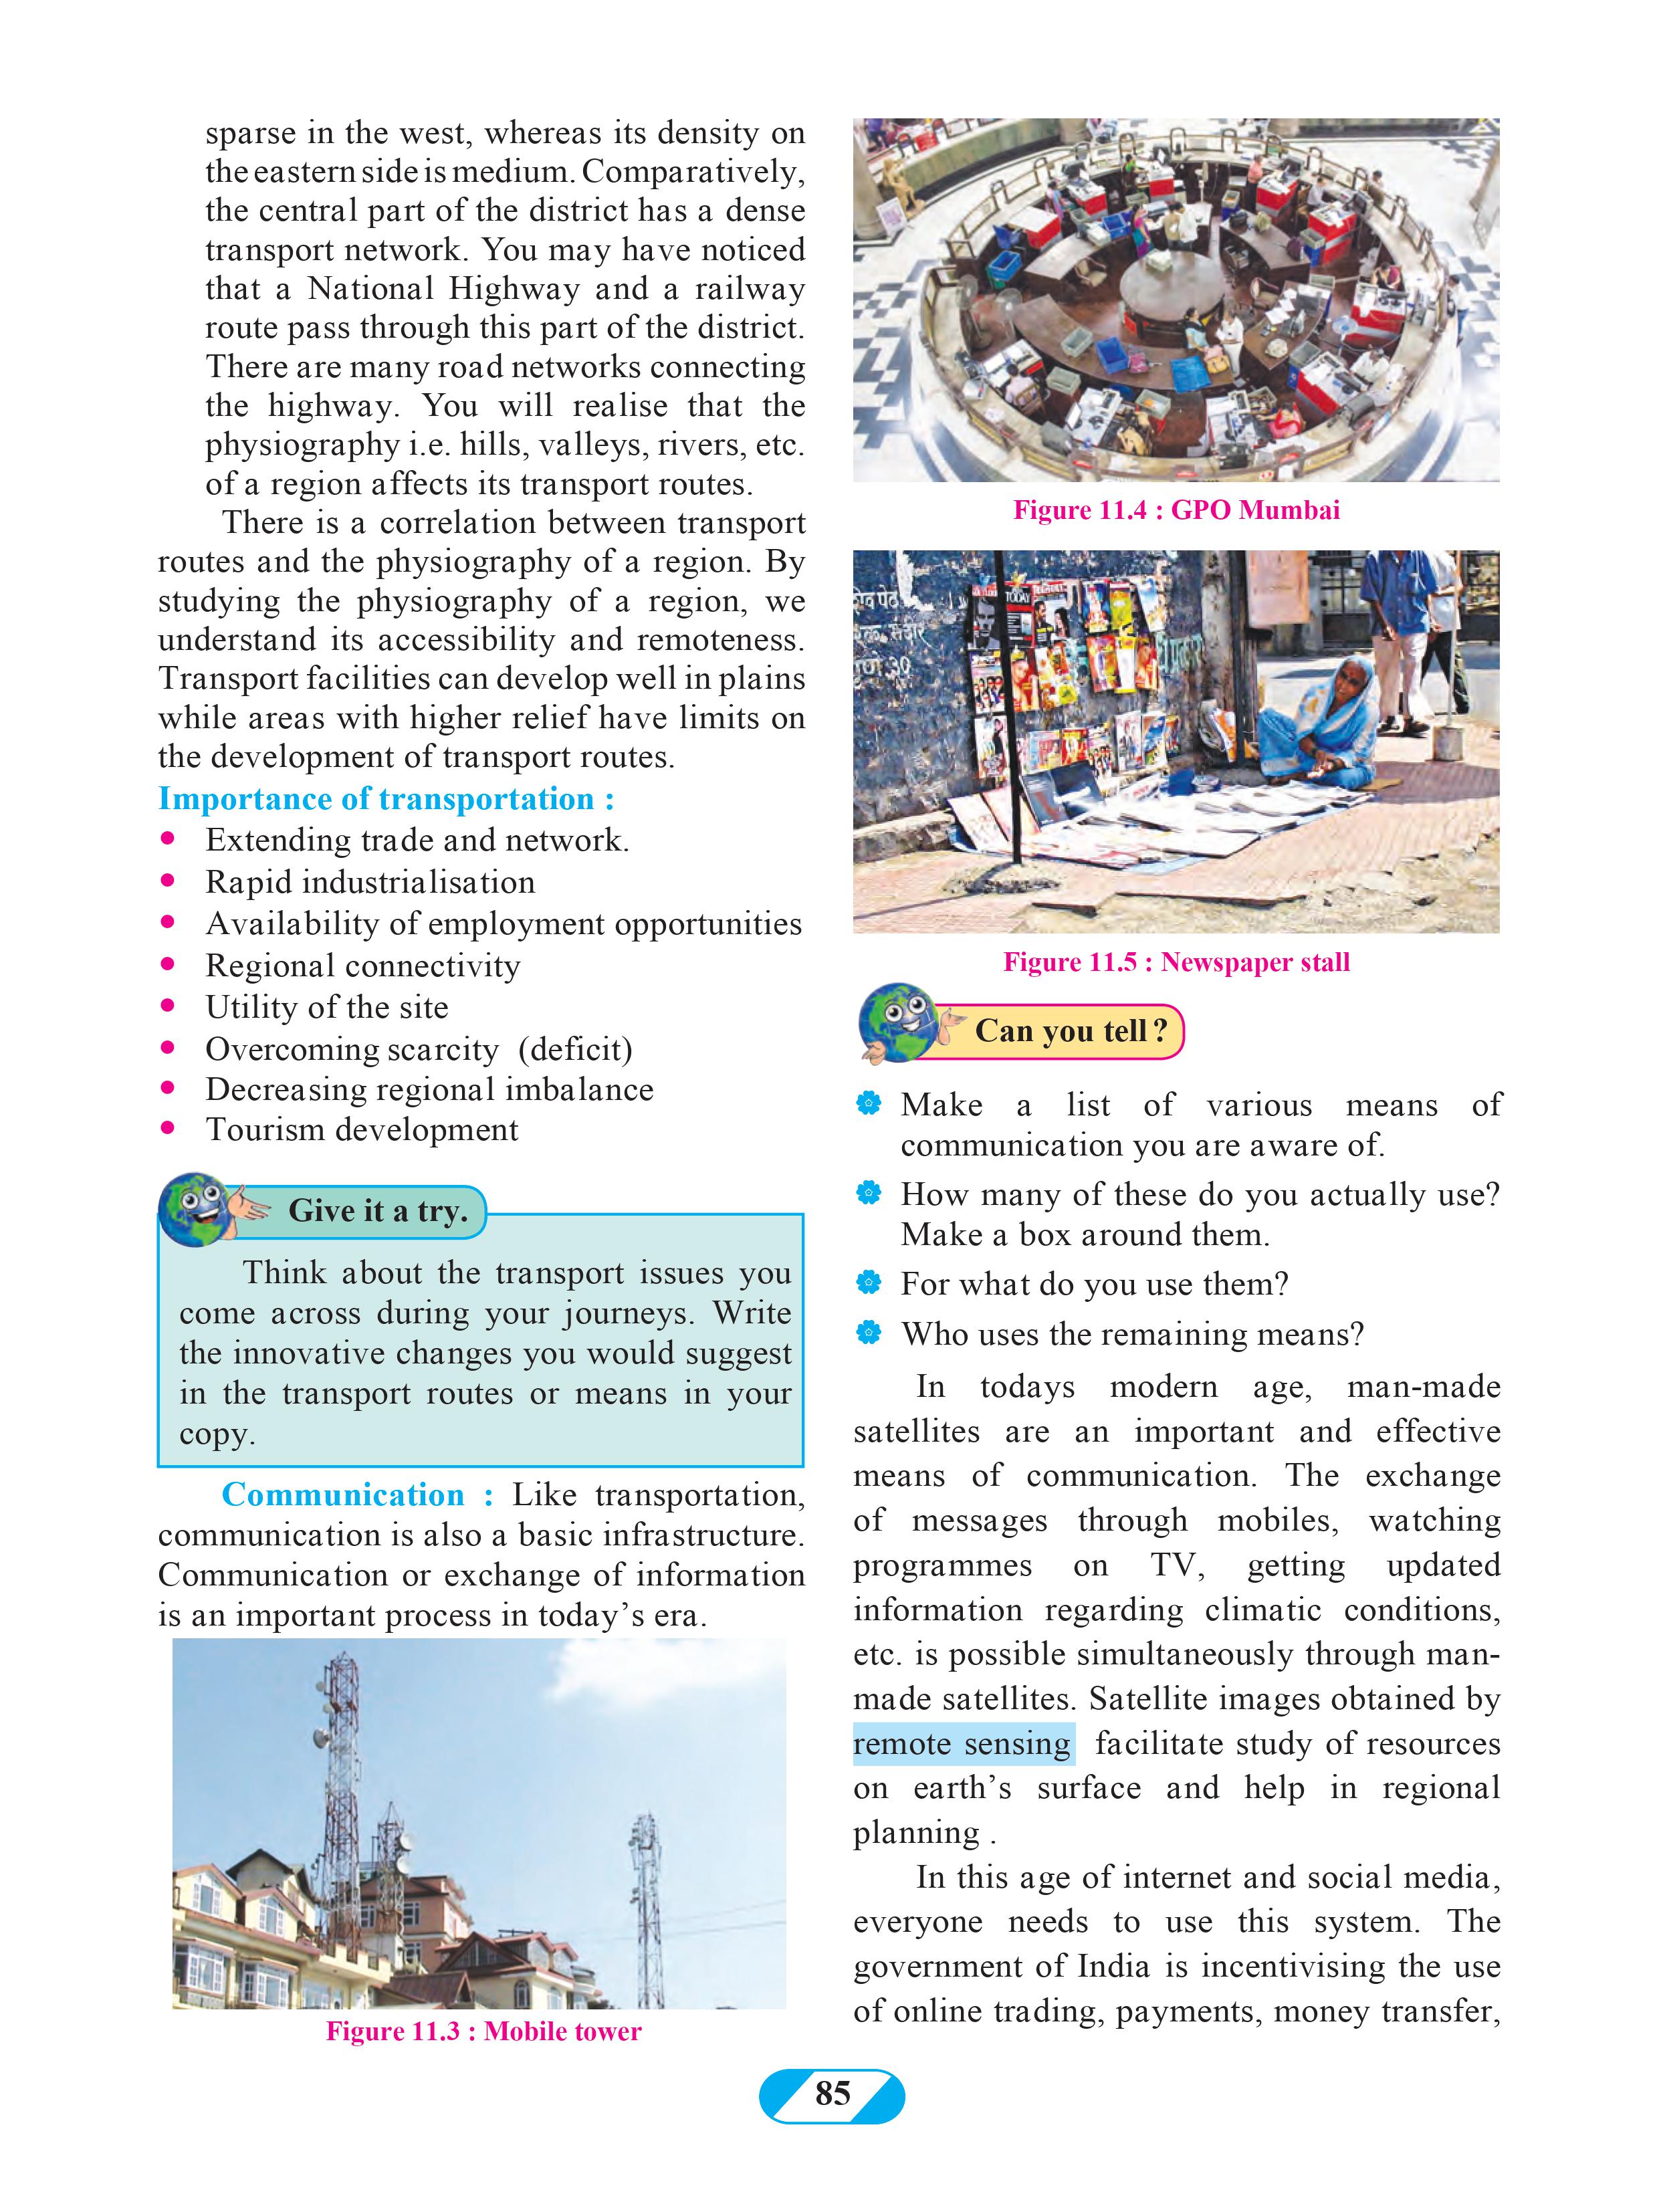 sparse in the west, whereas its density on
the eastern side is medium. Comparatively,
the central part of the district has a dense
transport network. You may have noticed
that a National Highway and a railway
route pass through this part of the district.
There are many road networks connecting
the highway. You will realise that the
physiography i.e. hills, valleys, rivers, etc.
of a region affects its transport routes.
There is a correlation between transport
routes and the physiography of a region. By
studying the physiography of a region, we
understand its accessibility and remoteness.
Transport facilities can develop well in plains
while areas with higher relief have limits on
the development of transport routes.
Importance of transportation :
• Extending trade and network.
• Rapid industrialisation
• Availability of employment opportunities
• Regional connectivity
• Utility of the site
• Overcoming scarcity (deficit)
• Decreasing regional imbalance
• Tourism development
Give it a try.
Think about the transport issues you
come across during your journeys. Write
the innovative changes you would suggest
in the transport routes or means in your
copy.
Communication : Like transportation,
communication is also a basic infrastructure.
Communication or exchange of information
is an important process in today’s era.
Figure 11.3 : Mobile tower
Figure 11.4 : GPO Mumbai
TODAY
30
Figure 11.5 : Newspaper stall
Can you tell ?
Make a list of various means of
communication you are aware of.
How many of these do you actually use?
Make a box around them.
For what do you use them?
Who uses the remaining means?
In todays modern age, man-made
satellites are an important and effective
means of communication. The exchange
of messages through mobiles, watching
programmes on TV, getting updated
information regarding climatic conditions,
etc. is possible simultaneously through man-
made satellites. Satellite images obtained by
remote sensing facilitate study of resources
on earth’s surface and help in regional
planning .
In this age of internet and social media,
everyone needs to use this system. The
government of India is incentivising the use
of online trading, payments, money transfer,
85